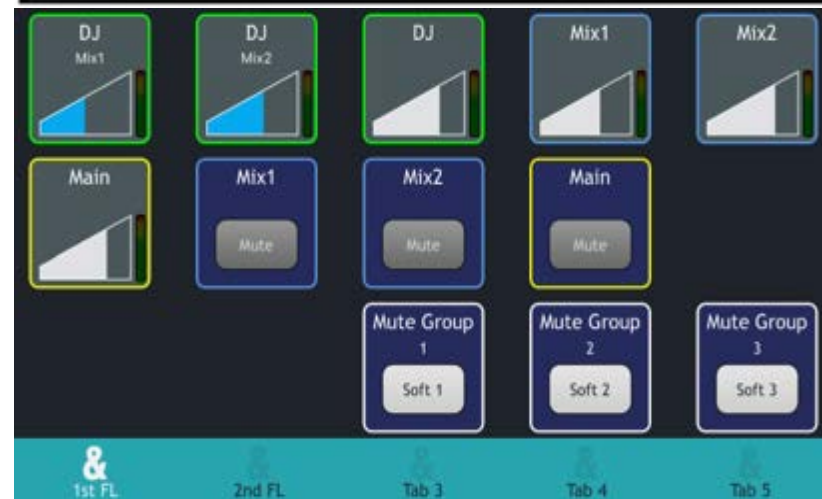 DJ
Mix1
DJ
Mix2
DJ
Mix1
Mix2
Main
Mix1
Mute
Mix2
Mute
Main
Mute
Mute Group
1
Soft 1
Mute Group
2
Soft 2
Mute Group
3
Soft 3
&
1st FL
&
2nd FL
&
Tab 3
&
Tab 4
&
Tab 5